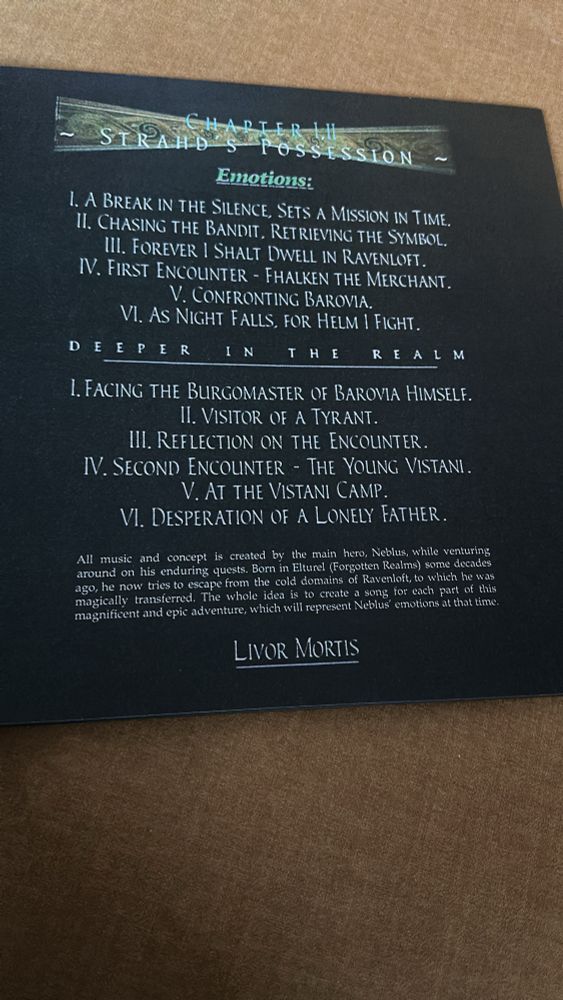 Chapter I,II
~ Strahd's Possession ~
Emotions:
I. A Break in the Silence, Sets a Mission in Time.
II. Chasing the Bandit, Retrieving the Symbol.
III. Forever I Shalt Dwell in Ravenloft.
IV. First Encounter - Fhalken the Merchant.
V. Confronting Barovia.
VI. As Night Falls, for Helm I Fight.
DEEPER IN THE REALM
I. Facing the Burgomaster of Barovia Himself.
II. Visitor of a Tyrant.
III. Reflection on the Encounter.
IV. Second Encounter - The Young Vistani.
V. At the Vistani Camp.
VI. Desperation of a Lonely Father.
All music and concept is created by the main hero, Neblus, while venturing
around on his enduring quests. Born in Elturel (Forgotten Realms) some decades
ago, he now tries to escape from the cold domains of Ravenloft, to which he was
magically transferred. The whole idea is to create a song for each part of this
magnificent and epic adventure, which will represent Neblus' emotions at that time.
Livor Mortis